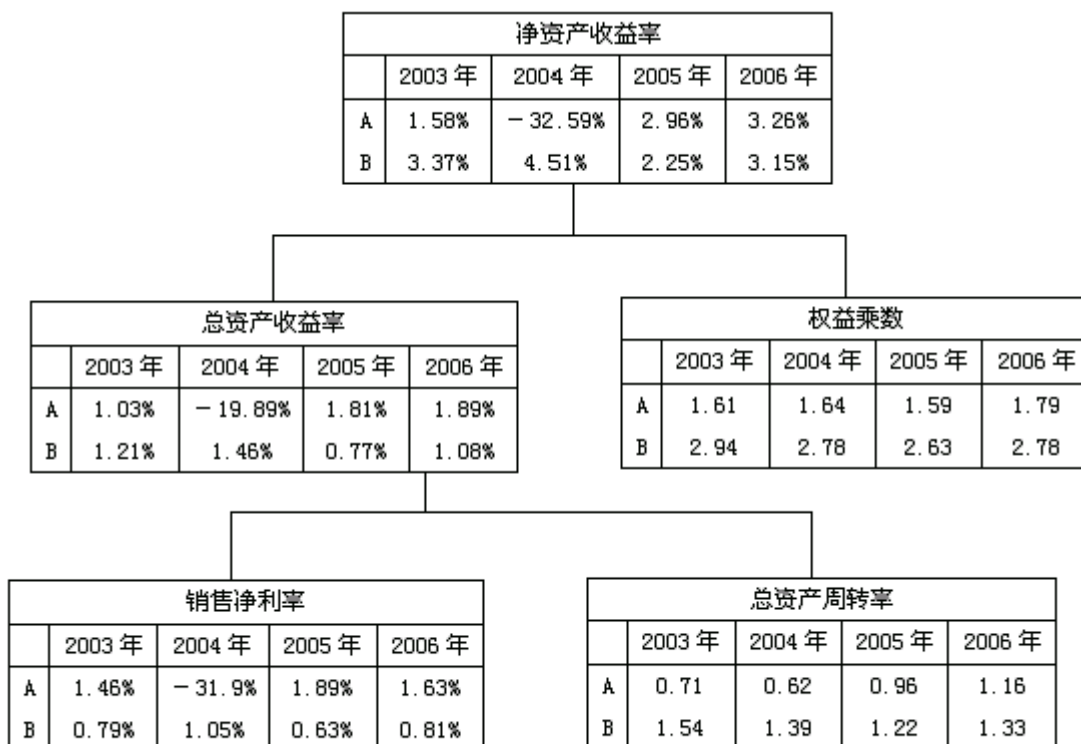 净资产收益率
2003 年 2004 年 2005 年 2006 年
A 1.58% －32.59% 2.96% 3.26%
B 3.37% 4.51% 2.25% 3.15%
总资产收益率
2003 年 2004 年 2005 年 2006 年
A 1.03% －19.89% 1.81% 1.89%
B 1.21% 1.46% 0.77% 1.08%
权益乘数
2003 年 2004 年 2005 年 2006 年
A 1.61 1.64 1.59 1.79
B 2.94 2.78 2.63 2.78
销售净利率
2003 年 2004 年 2005 年 2006 年
A 1.46% －31.9% 1.89% 1.63%
B 0.79% 1.05% 0.63% 0.81%
总资产周转率
2003 年 2004 年 2005 年 2006 年
A 0.71 0.62 0.96 1.16
B 1.54 1.39 1.22 1.33